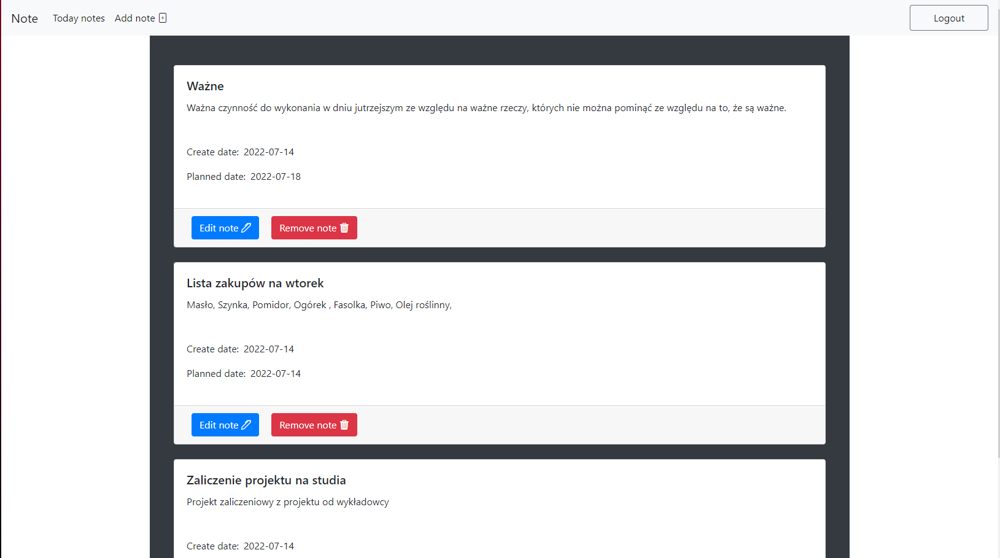 Note Today notes Add note Logout
Ważne
Ważna czynność do wykonania w dniu jutrzejszym ze względu na ważne rzeczy, których nie można pominąć ze względu na to, że są ważne.
Create date: 2022-07-14
Planned date: 2022-07-18
Edit note Remove note
Lista zakupów na wtorek
Masło, Szynka, Pomidor, Ogórek , Fasolka, Piwo, Olej roślinny,
Create date: 2022-07-14
Planned date: 2022-07-14
Edit note Remove note
Zaliczenie projektu na studia
Projekt zaliczeniowy z projektu od wykładowcy
Create date: 2022-07-14